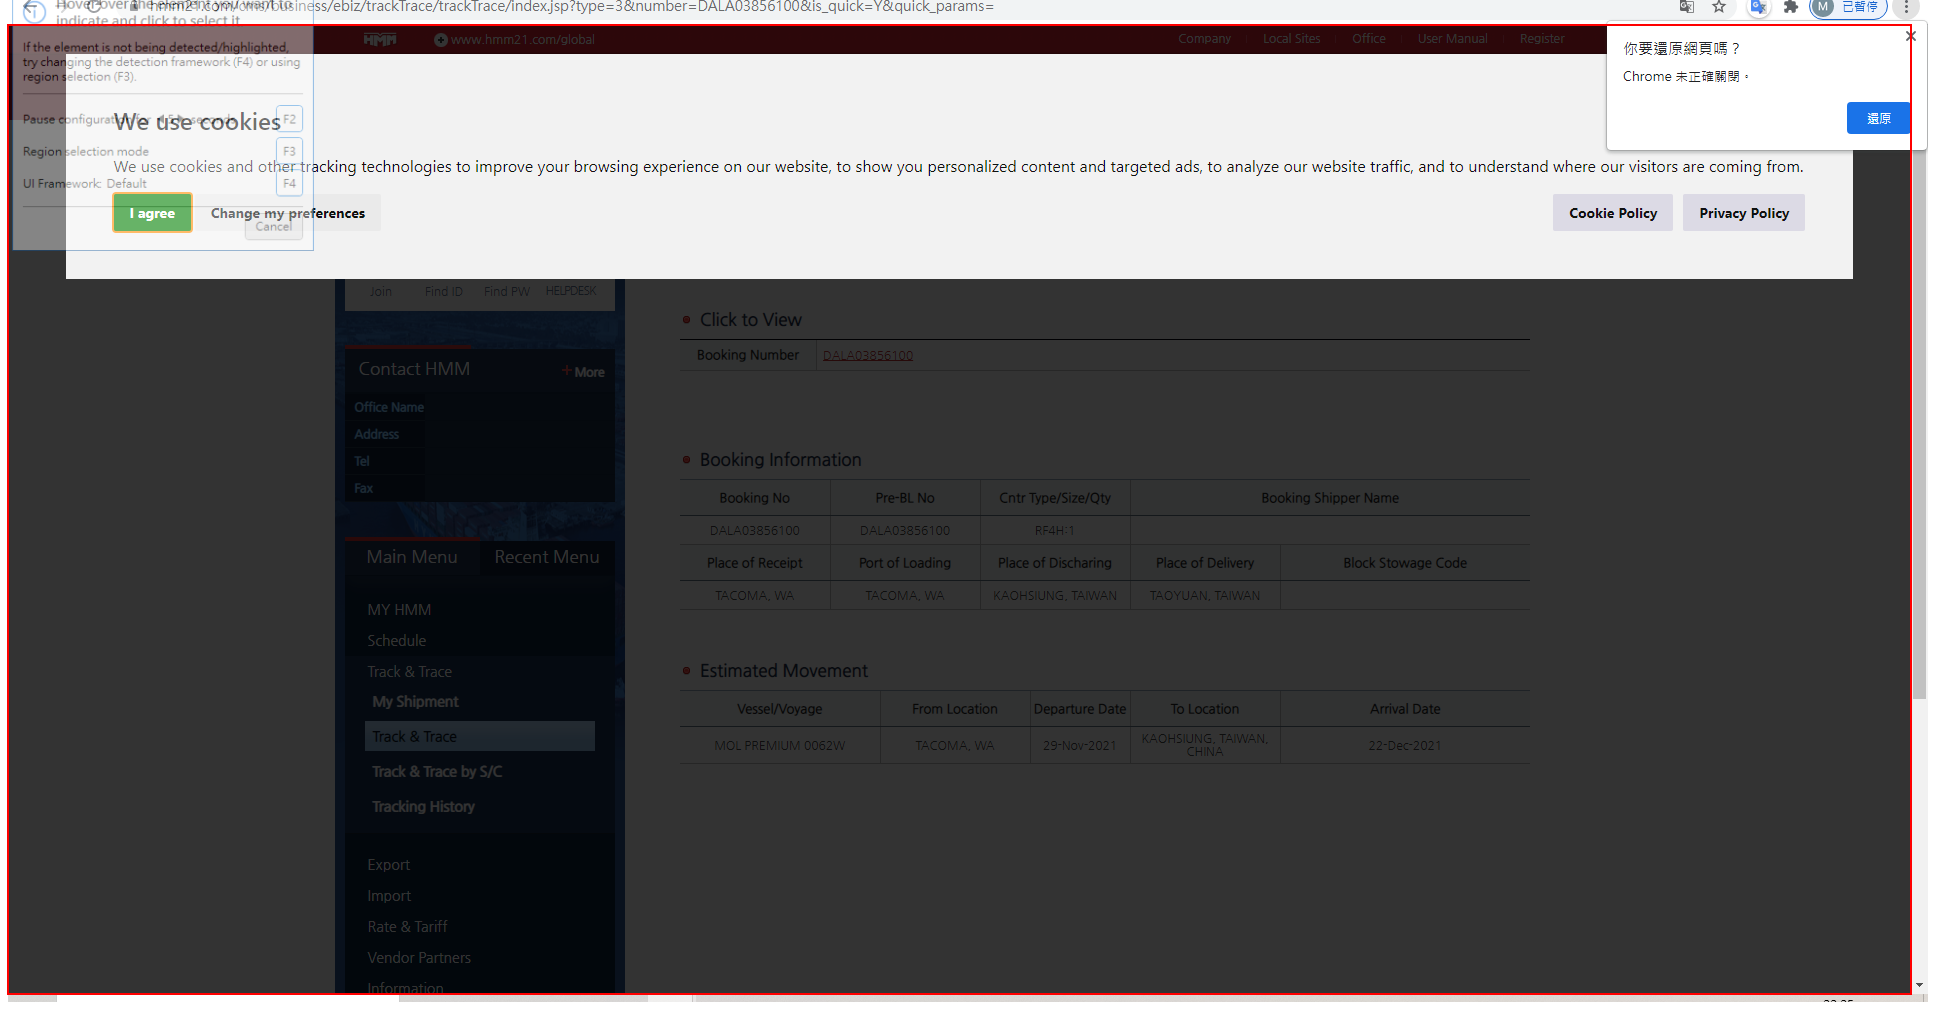 hmm21.com/cms/business/ebiz/trackTrace/trackTrace/index.jsp?type=3&number=DALA03856100&is_quick=Y&quick_params=
M 已暫停
Hover over the element you want to
indicate and click to select it
If the element is not being detected/highlighted,
try changing the detection framework (F4) or using
region selection (F3).
Pause configuration for 5 seconds F2
Region selection mode F3
UI Framework: Default F4
Cancel
HMM www.hmm21.com/global
Company Local Sites Office User Manual Register
你要還原網頁嗎？
Chrome 未正確關閉。
還原
We use cookies
We use cookies and other tracking technologies to improve your browsing experience on our website, to show you personalized content and targeted ads, to analyze our website traffic, and to understand where our visitors are coming from.
I agree Change my preferences Cookie Policy Privacy Policy
Join Find ID Find PW HELPDESK
Contact HMM + More
Office Name
Address
Tel
Fax
Main Menu Recent Menu
MY HMM
Schedule
Track & Trace
My Shipment
Track & Trace
Track & Trace by S/C
Tracking History
Export
Import
Rate & Tariff
Vendor Partners
Information
Click to View
Booking Number DALA03856100
Booking Information
Booking No Pre-BL No Cntr Type/Size/Qty Booking Shipper Name
DALA03856100 DALA03856100 RF4H:1
Place of Receipt Port of Loading Place of Discharing Place of Delivery Block Stowage Code
TACOMA, WA TACOMA, WA KAOHSIUNG, TAIWAN TAOYUAN, TAIWAN
Estimated Movement
Vessel/Voyage From Location Departure Date To Location Arrival Date
MOL PREMIUM 0062W TACOMA, WA 29-Nov-2021 KAOHSIUNG, TAIWAN, CHINA 22-Dec-2021